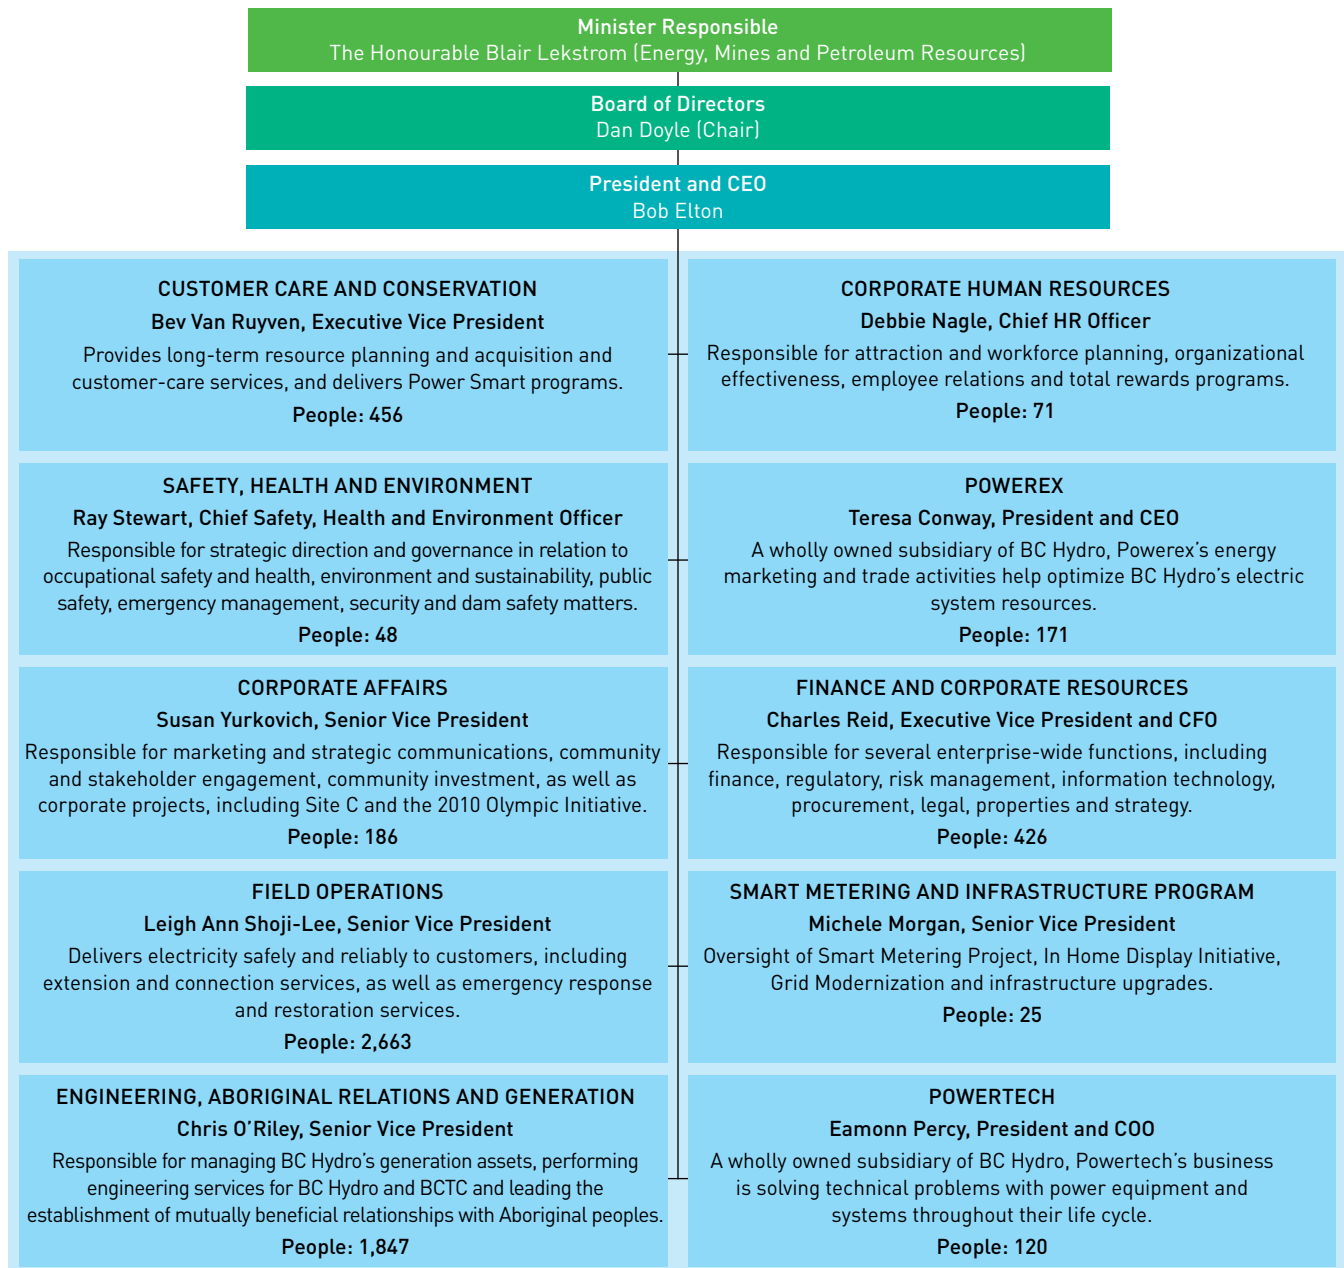 Minister Responsible
The Honourable Blair Lekstrom (Energy, Mines and Petroleum Resources)
Board of Directors
Dan Doyle (Chair)
President and CEO
Bob Elton
CUSTOMER CARE AND CONSERVATION
Bev Van Ruyven, Executive Vice President
Provides long-term resource planning and acquisition and
customer-care services, and delivers Power Smart programs.
People: 456
CORPORATE HUMAN RESOURCES
Debbie Nagle, Chief HR Officer
Responsible for attraction and workforce planning, organizational
effectiveness, employee relations and total rewards programs.
People: 71
SAFETY, HEALTH AND ENVIRONMENT
Ray Stewart, Chief Safety, Health and Environment Officer
Responsible for strategic direction and governance in relation to
occupational safety and health, environment and sustainability, public
safety, emergency management, security and dam safety matters.
People: 48
POWEREX
Teresa Conway, President and CEO
A wholly owned subsidiary of BC Hydro, Powerex’s energy
marketing and trade activities help optimize BC Hydro’s electric
system resources.
People: 171
CORPORATE AFFAIRS
Susan Yurkovich, Senior Vice President
Responsible for marketing and strategic communications, community
and stakeholder engagement, community investment, as well as
corporate projects, including Site C and the 2010 Olympic Initiative.
People: 186
FINANCE AND CORPORATE RESOURCES
Charles Reid, Executive Vice President and CFO
Responsible for several enterprise-wide functions, including
finance, regulatory, risk management, information technology,
procurement, legal, properties and strategy.
People: 426
FIELD OPERATIONS
Leigh Ann Shoji-Lee, Senior Vice President
Delivers electricity safely and reliably to customers, including
extension and connection services, as well as emergency response
and restoration services.
People: 2,663
SMART METERING AND INFRASTRUCTURE PROGRAM
Michele Morgan, Senior Vice President
Oversight of Smart Metering Project, In Home Display Initiative,
Grid Modernization and infrastructure upgrades.
People: 25
ENGINEERING, ABORIGINAL RELATIONS AND GENERATION
Chris O’Riley, Senior Vice President
Responsible for managing BC Hydro’s generation assets, performing
engineering services for BC Hydro and BCTC and leading the
establishment of mutually beneficial relationships with Aboriginal peoples.
People: 1,847
POWERTECH
Eamonn Percy, President and COO
A wholly owned subsidiary of BC Hydro, Powertech’s business
is solving technical problems with power equipment and
systems throughout their life cycle.
People: 120